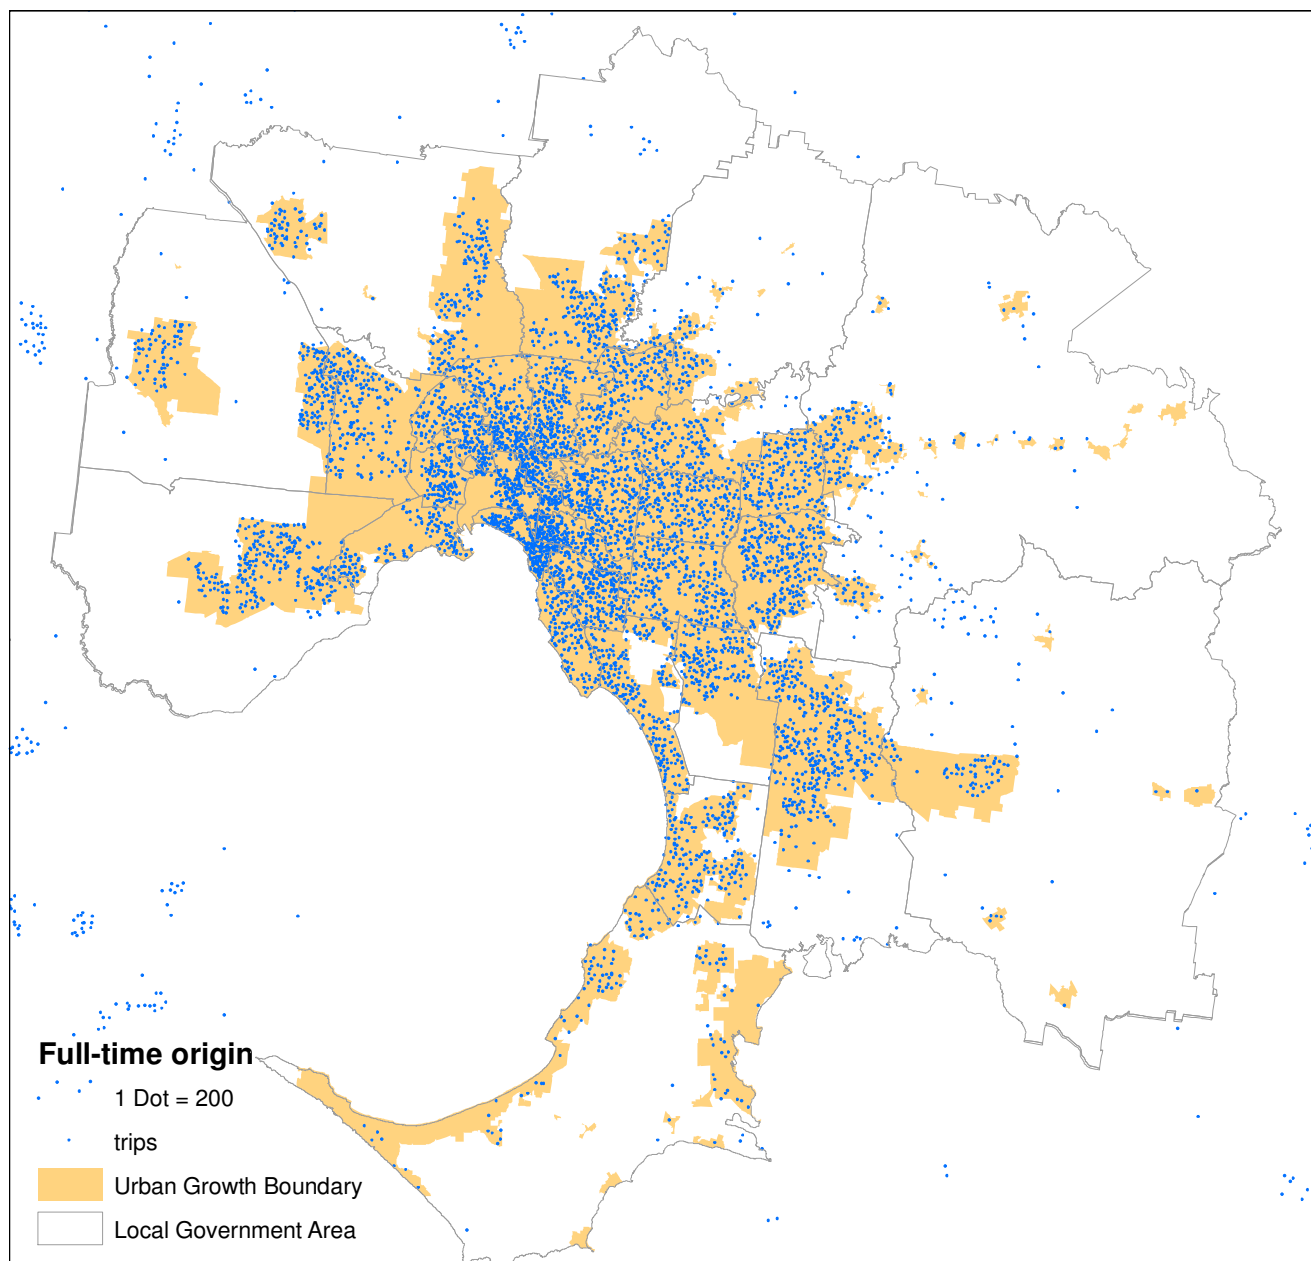 Full-time origin
1 Dot = 200
trips
Urban Growth Boundary
Local Government Area